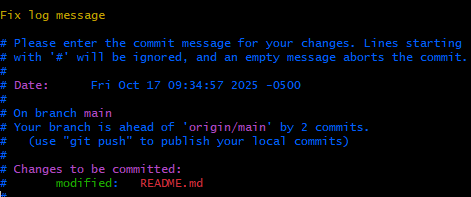 Fix log message

# Please enter the commit message for your changes. Lines starting
# with '#' will be ignored, and an empty message aborts the commit.
#
# Date:      Fri Oct 17 09:34:57 2025 -0500
#
# On branch main
# Your branch is ahead of 'origin/main' by 2 commits.
#   (use "git push" to publish your local commits)
#
# Changes to be committed:
#       modified:   README.md
#